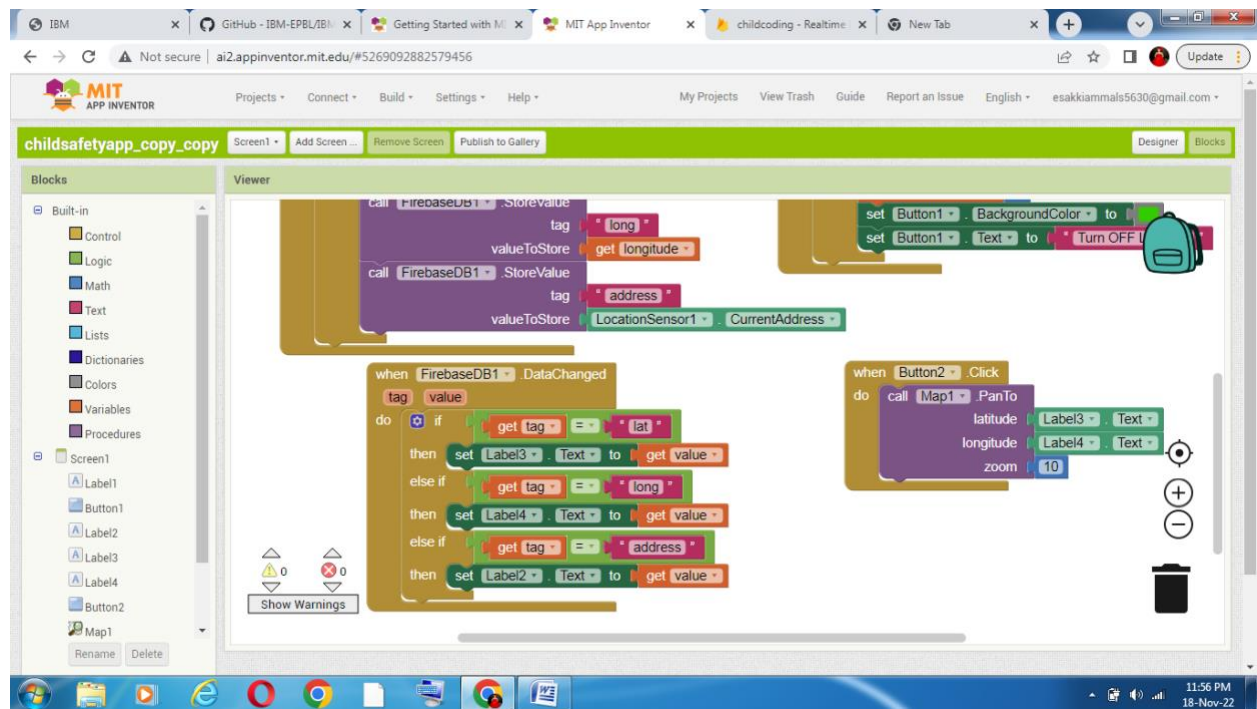 IBM
GitHub - IBM-EPBL/IBM
Getting Started with MI
MIT App Inventor
childcoding - Realtime
New Tab
Not secure | ai2.appinventor.mit.edu/#5269092882579456
Update
MIT
APP INVENTOR
Projects Connect Build Settings Help My Projects View Trash Guide Report an Issue English esakkiammals5630@gmail.com
childsafetyapp_copy_copy Screen1 Add Screen ... Remove Screen Publish to Gallery Designer Blocks
Blocks
Viewer
Built-in
Control
Logic
Math
Text
Lists
Dictionaries
Colors
Variables
Procedures
Screen1
Label1
Button1
Label2
Label3
Label4
Button2
Map1
Rename Delete
call FirebaseDB1 .StoreValue
tag " long "
valueToStore get longitude
call FirebaseDB1 .StoreValue
tag " address "
valueToStore LocationSensor1 . CurrentAddress
set Button1 . BackgroundColor to
set Button1 . Text to " Turn OFF
when FirebaseDB1 .DataChanged
tag value
do if get tag = " lat "
then set Label3 . Text to get value
else if get tag = " long "
then set Label4 . Text to get value
else if get tag = " address "
then set Label2 . Text to get value
when Button2 .Click
do call Map1 .PanTo
latitude Label3 . Text
longitude Label4 . Text
zoom 10
0 0
Show Warnings
11:56 PM
18-Nov-22